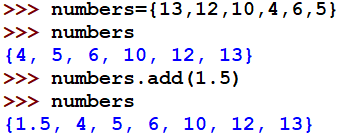 >>> numbers={13,12,10,4,6,5}
>>> numbers
{4, 5, 6, 10, 12, 13}
>>> numbers.add(1.5)
>>> numbers
{1.5, 4, 5, 6, 10, 12, 13}